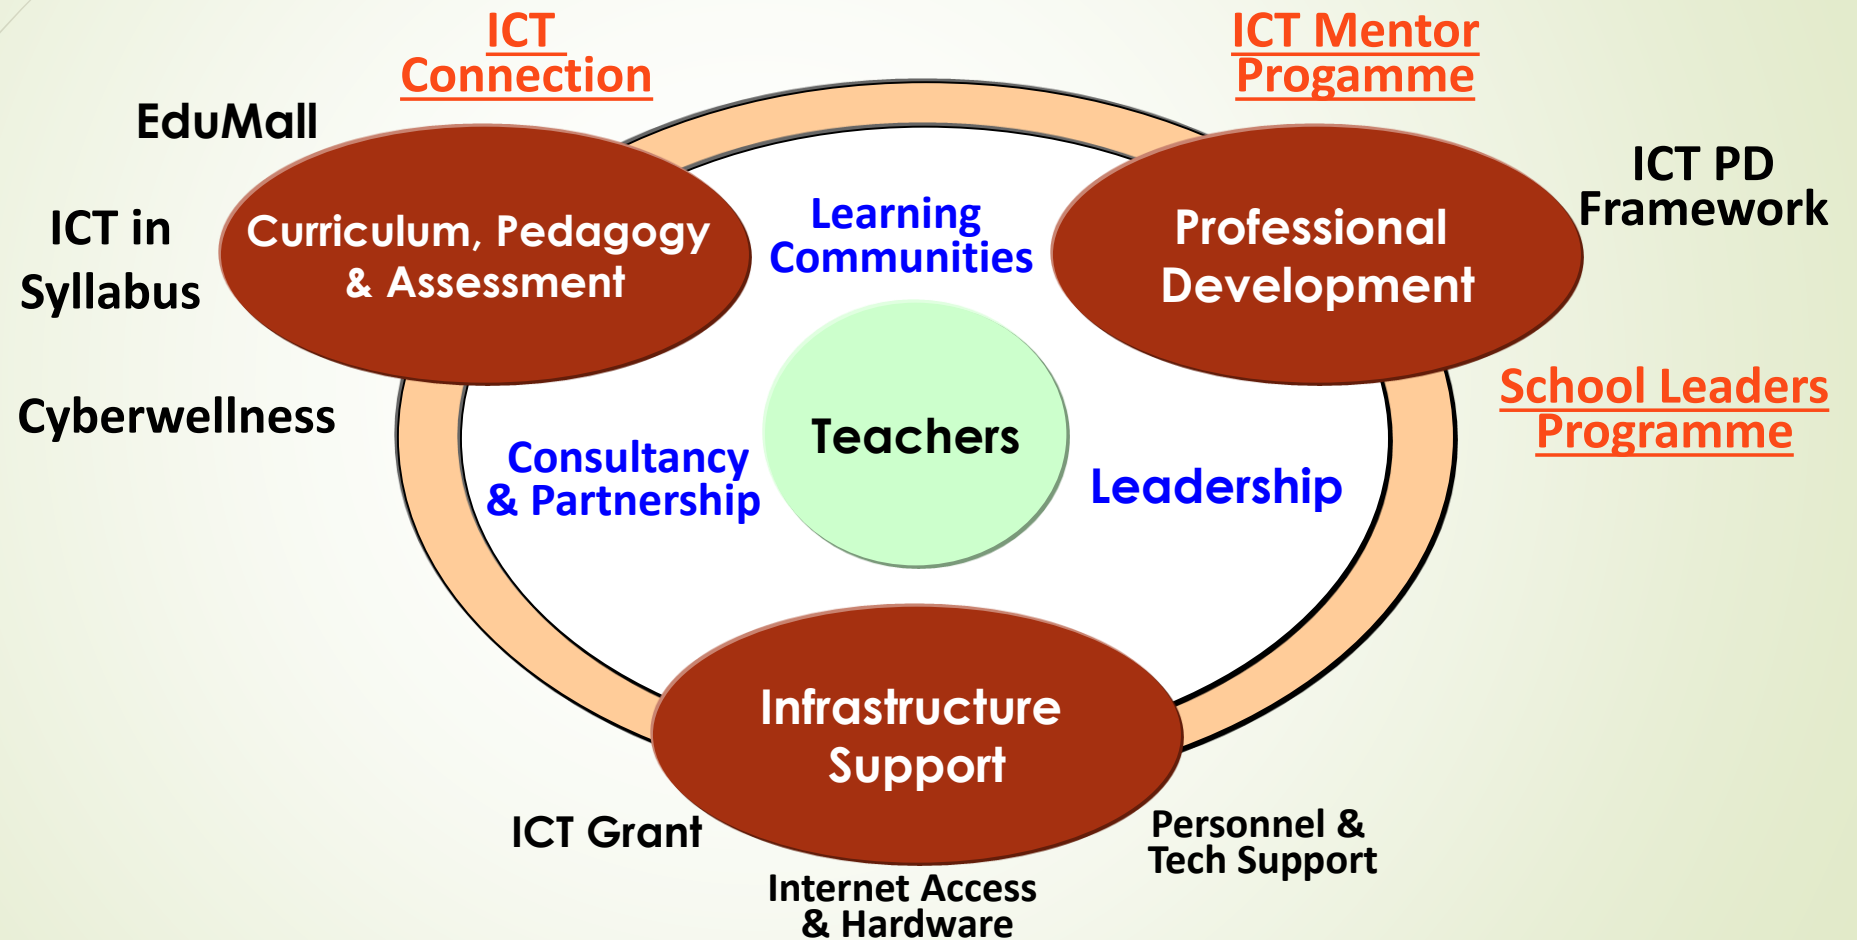 ICT
Connection
ICT Mentor
Progamme
EduMall
ICT PD
Framework
ICT in
Syllabus
Curriculum, Pedagogy
& Assessment
Learning
Communities
Professional
Development
Cyberwellness
School Leaders
Programme
Teachers
Consultancy
& Partnership
Leadership
Infrastructure
Support
ICT Grant
Personnel &
Tech Support
Internet Access
& Hardware